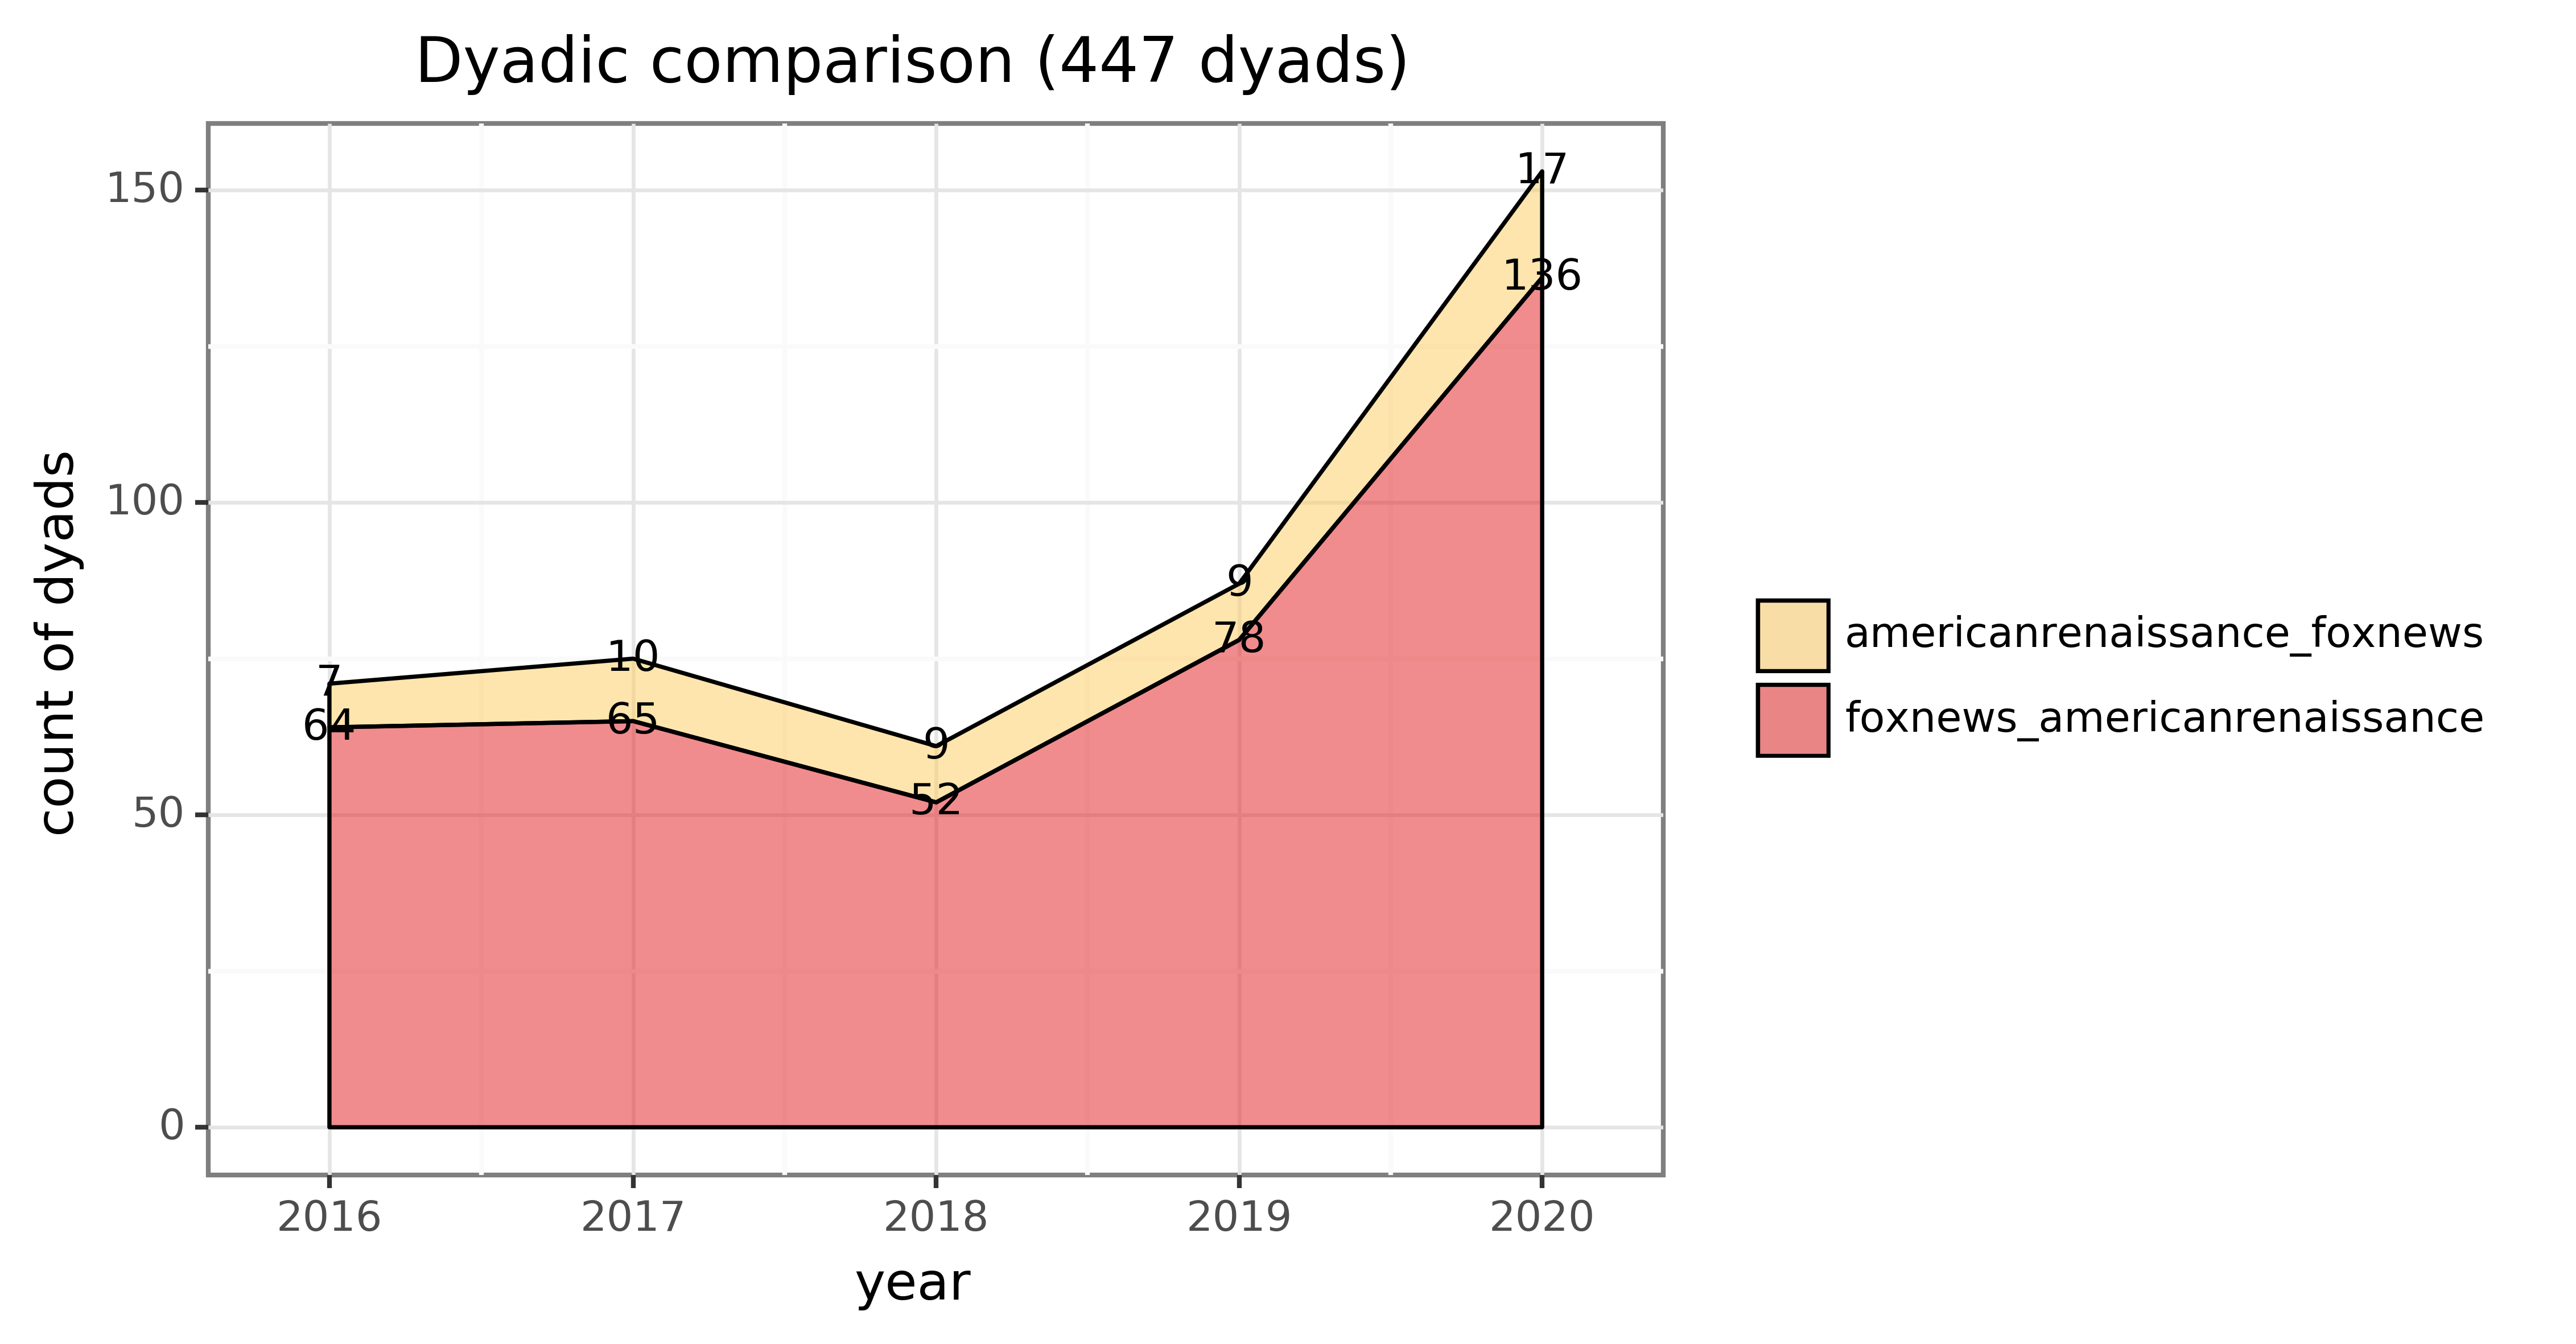 Dyadic comparison (447 dyads)
150
100
50
0
count of dyads
17
136
9
78
10
65
7
64
9
52
2016 2017 2018 2019 2020
year
americanrenaissance_foxnews
foxnews_americanrenaissance